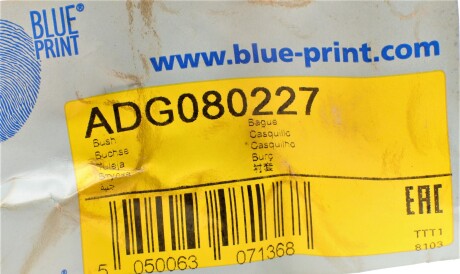 BLUE®
PRINT
www.blue-print.com
ADG080227
Bush
Buchse
Bague
Casquillo
Casquilho
Burç
衬套
EAC
5 050063 071368
TTT1
8103